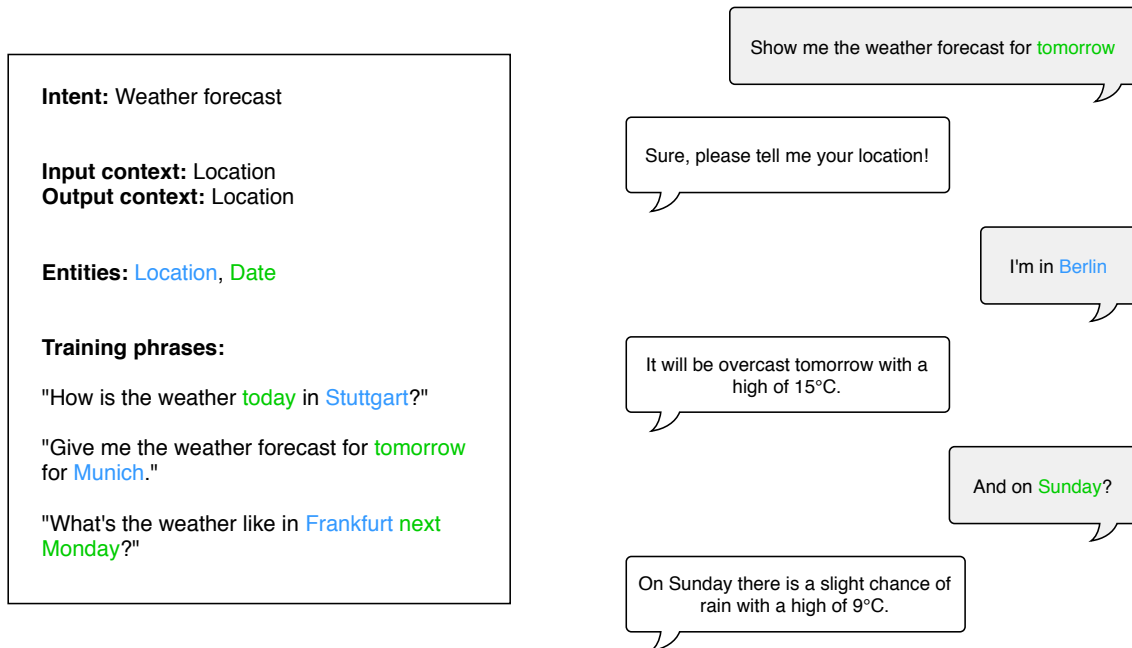 Intent: Weather forecast
Input context: Location
Output context: Location
Entities: Location, Date
Training phrases:
"How is the weather today in Stuttgart?"
"Give me the weather forecast for tomorrow
for Munich."
"What's the weather like in Frankfurt next
Monday?"
Show me the weather forecast for tomorrow
Sure, please tell me your location!
I'm in Berlin
It will be overcast tomorrow with a
high of 15°C.
And on Sunday?
On Sunday there is a slight chance of
rain with a high of 9°C.